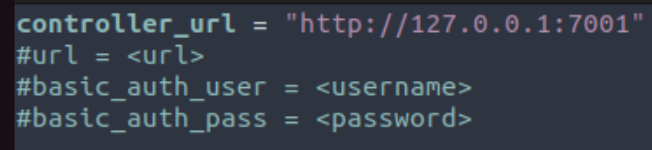 controller_url = "http://127.0.0.1:7001"
#url = <url>
#basic_auth_user = <username>
#basic_auth_pass = <password>